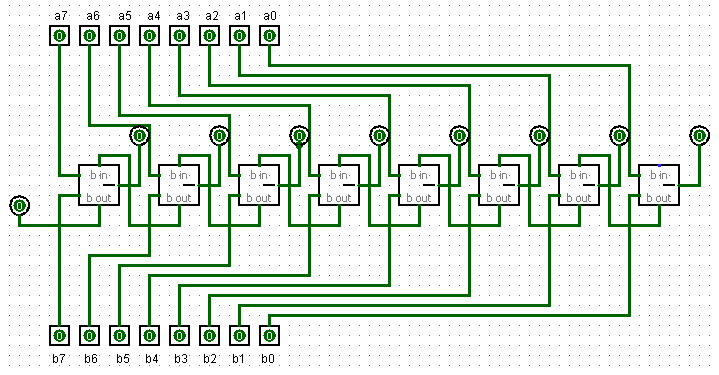 a7 a6 a5 a4 a3 a2 a1 a0
0 0 0 0 0 0 0 0
0 0 0 0 0 0 0 0
b in b in b in b in b in b in b in b in
b out b out b out b out b out b out b out b out
0
0 0 0 0 0 0 0 0
b7 b6 b5 b4 b3 b2 b1 b0